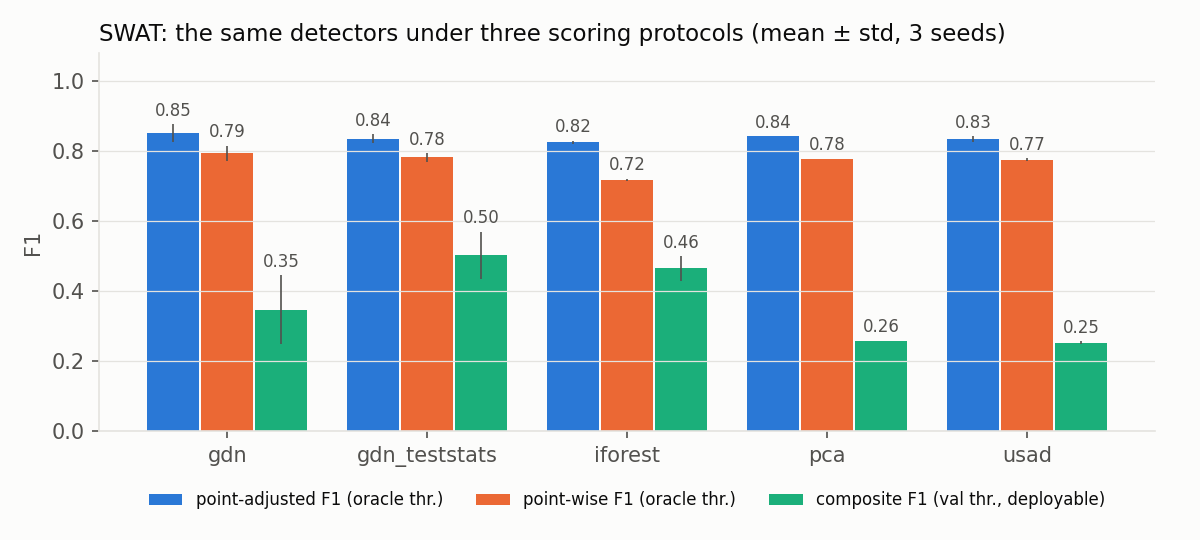 SWAT: the same detectors under three scoring protocols (mean ± std, 3 seeds)
F1
1.0
0.8
0.6
0.4
0.2
0.0
0.85
0.79
0.35
0.84
0.78
0.50
0.82
0.72
0.46
0.84
0.78
0.26
0.83
0.77
0.25
gdn
gdn_teststats
iforest
pca
usad
point-adjusted F1 (oracle thr.)
point-wise F1 (oracle thr.)
composite F1 (val thr., deployable)